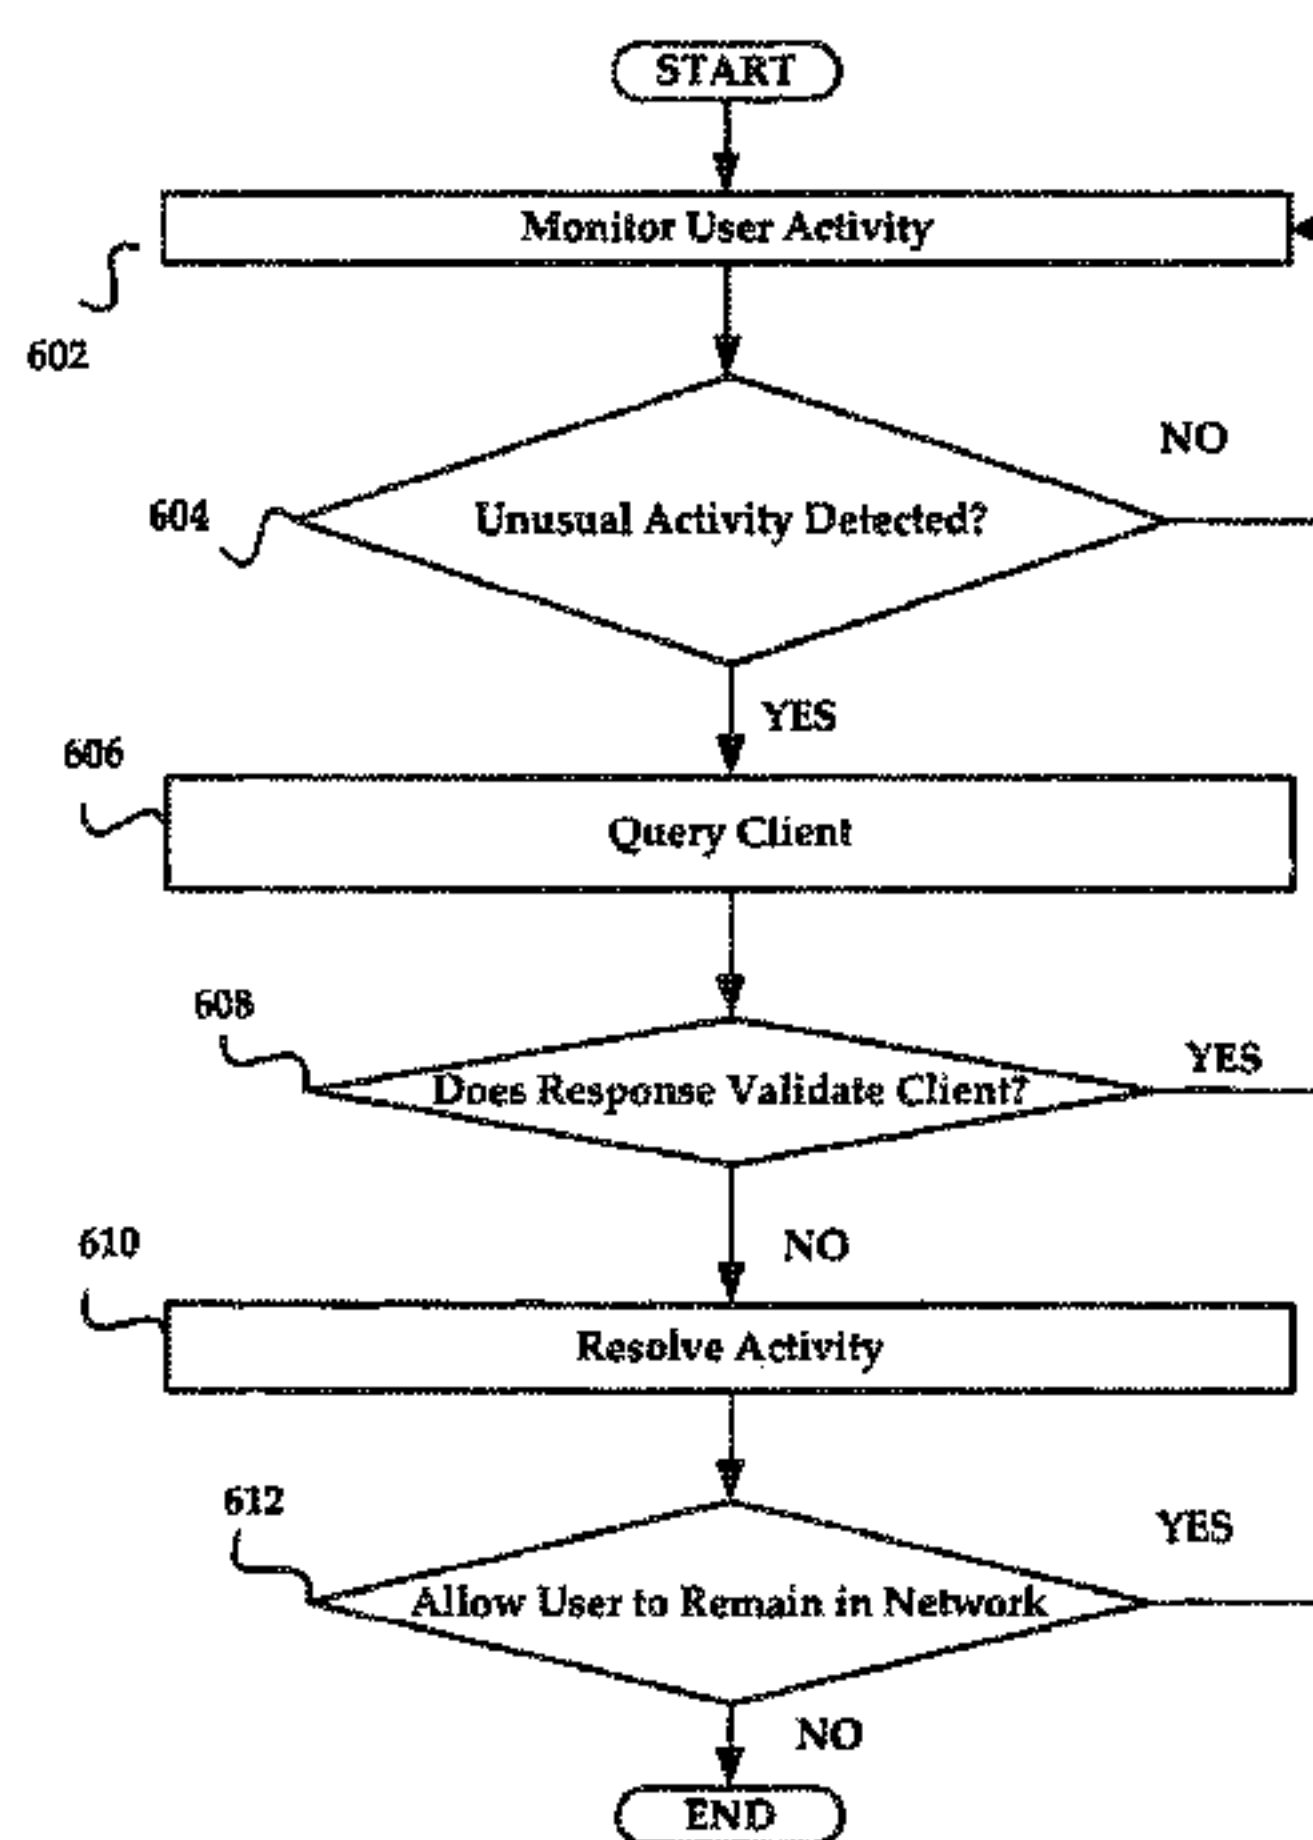 START
Monitor User Activity
602
NO
604
Unusual Activity Detected?
YES
606
Query Client
608
YES
Does Response Validate Client?
610
NO
Resolve Activity
612
YES
Allow User to Remain in Network
NO
END